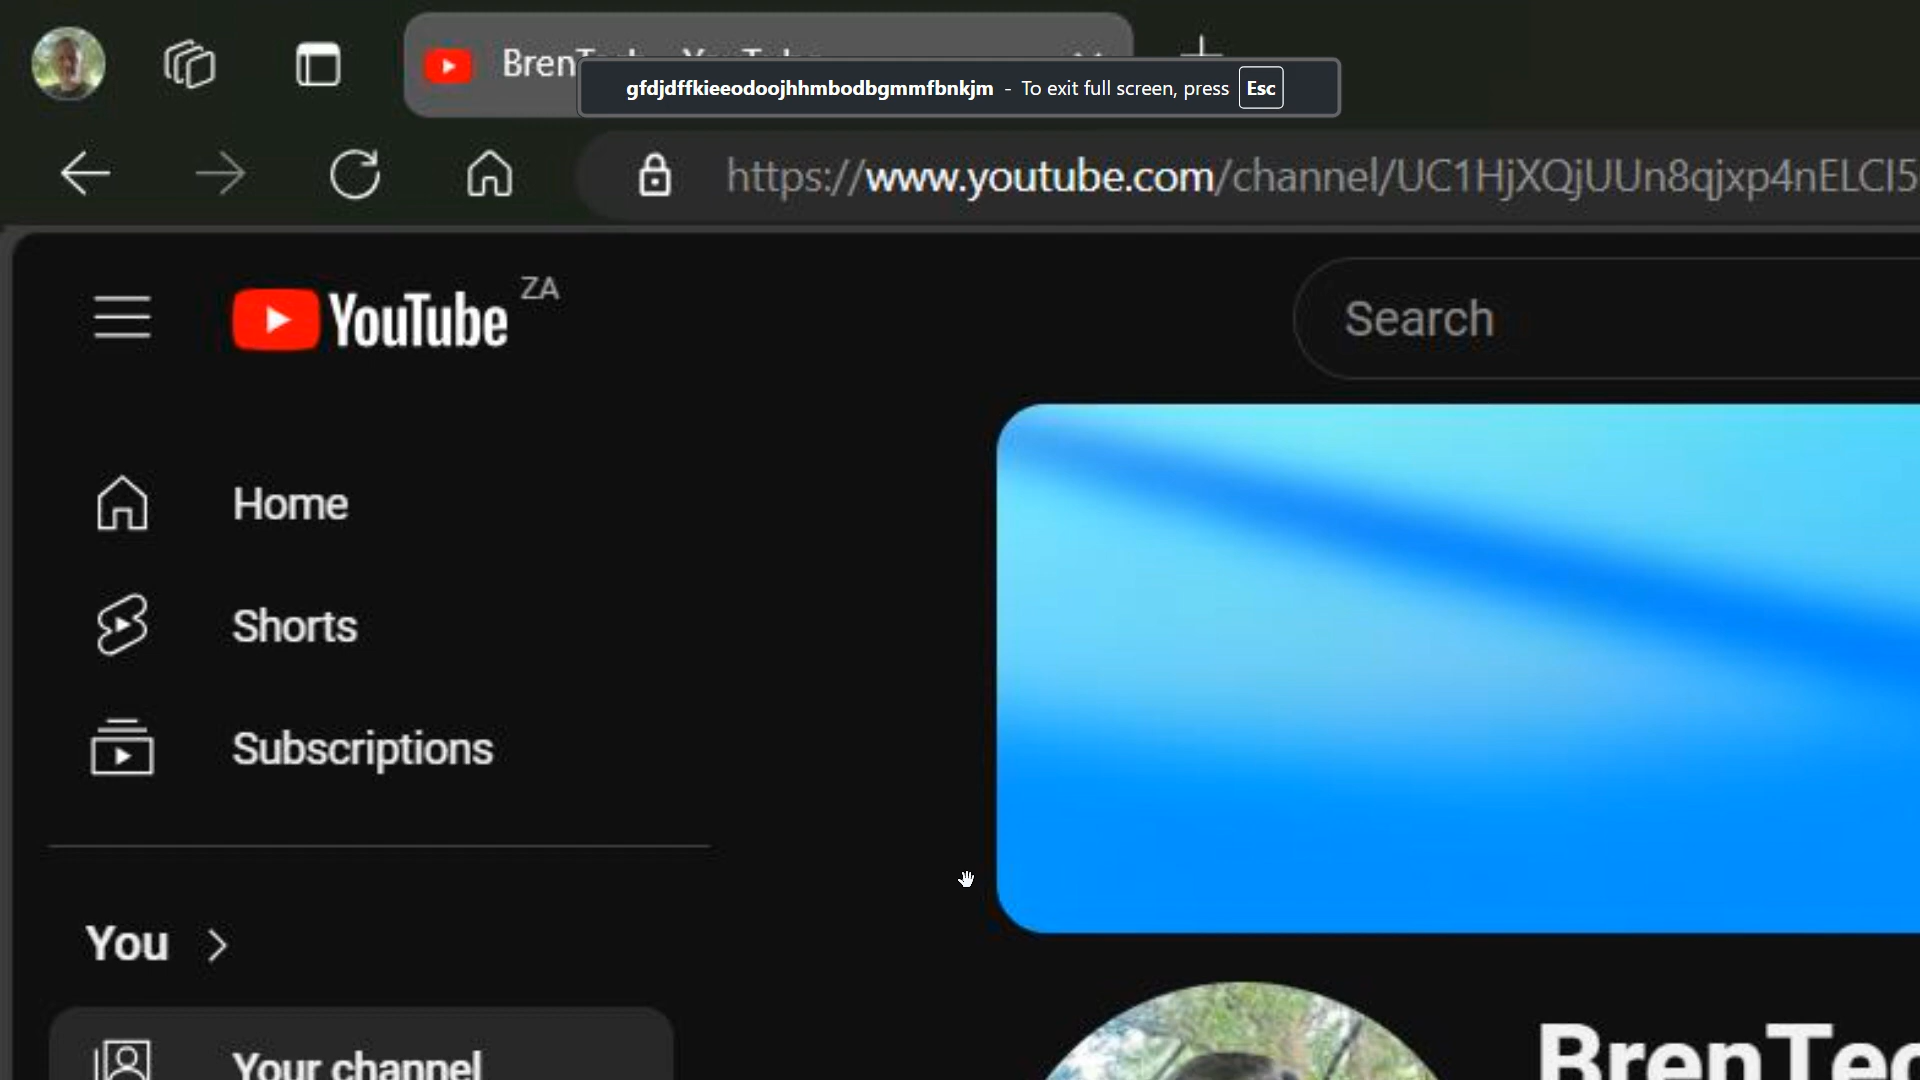 gfdjdffkieeodoojhhmbodbgmmfbnkjm - To exit full screen, press Esc
https://www.youtube.com/channel/UC1HjXQjUUn8qjxp4nELCI5
YouTube ZA
Search
Home
Shorts
Subscriptions
You
BrenTec
Your channel